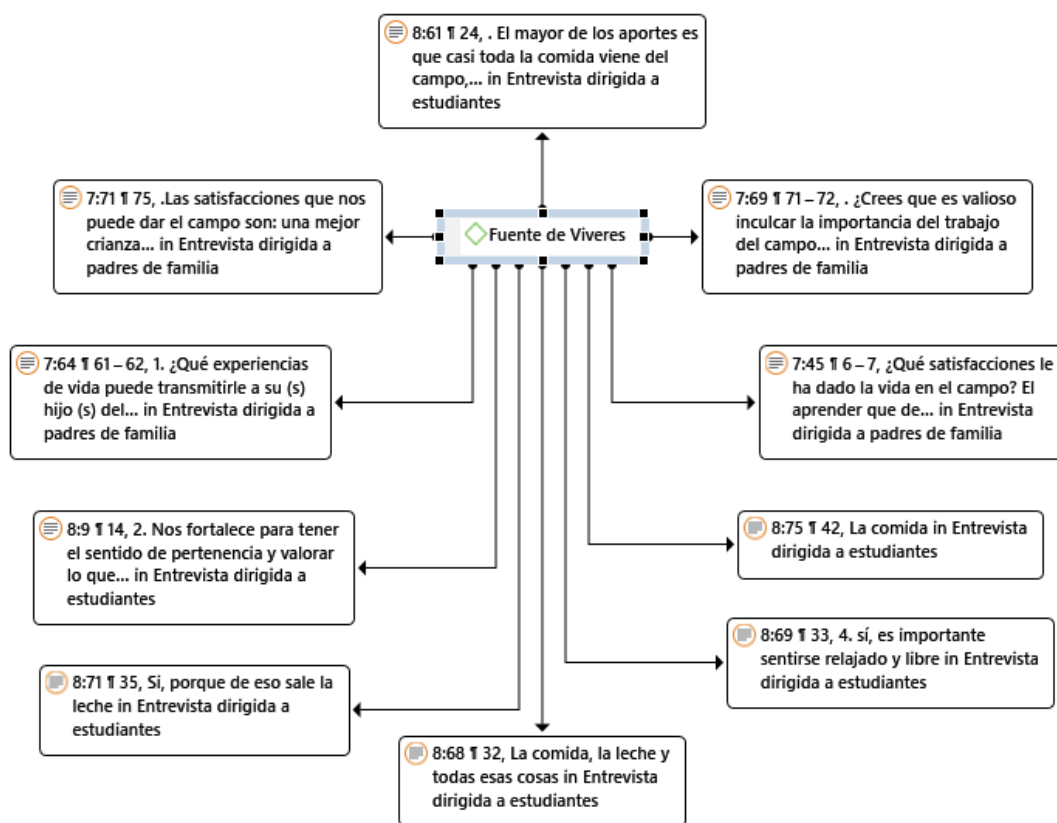 8:61 ¶ 24, . El mayor de los aportes es
que casi toda la comida viene del
campo,... in Entrevista dirigida a
estudiantes
7:71 ¶ 75, .Las satisfacciones que nos
puede dar el campo son: una mejor
crianza... in Entrevista dirigida a
padres de familia
Fuente de Viveres
7:69 ¶ 71 – 72, . ¿Crees que es valioso
inculcar la importancia del trabajo
del campo... in Entrevista dirigida a
padres de familia
7:64 ¶ 61 – 62, 1. ¿Qué experiencias
de vida puede transmitirle a su (s)
hijo (s) del... in Entrevista dirigida a
padres de familia
7:45 ¶ 6 – 7, ¿Qué satisfacciones le
ha dado la vida en el campo? El
aprender que de... in Entrevista
dirigida a padres de familia
8:9 ¶ 14, 2. Nos fortalece para tener
el sentido de pertenencia y valorar
lo que... in Entrevista dirigida a
estudiantes
8:75 ¶ 42, La comida in Entrevista
dirigida a estudiantes
8:69 ¶ 33, 4. sí, es importante
sentirse relajado y libre in Entrevista
dirigida a estudiantes
8:71 ¶ 35, Si, porque de eso sale la
leche in Entrevista dirigida a
estudiantes
8:68 ¶ 32, La comida, la leche y
todas esas cosas in Entrevista
dirigida a estudiantes